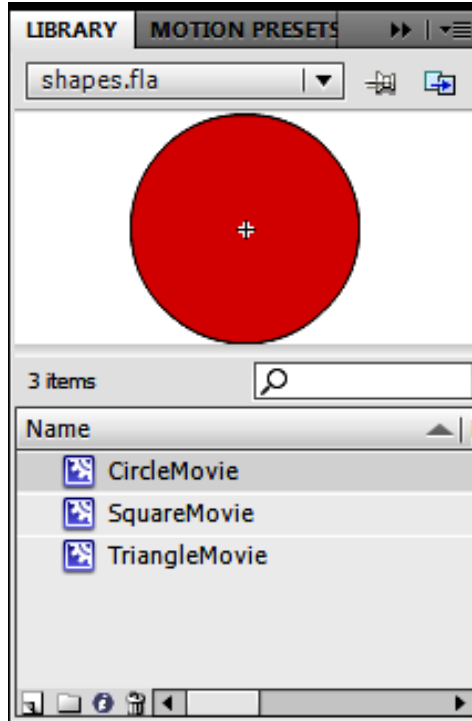 LIBRARY MOTION PRESETS
shapes.fla
3 items
Name
CircleMovie
SquareMovie
TriangleMovie